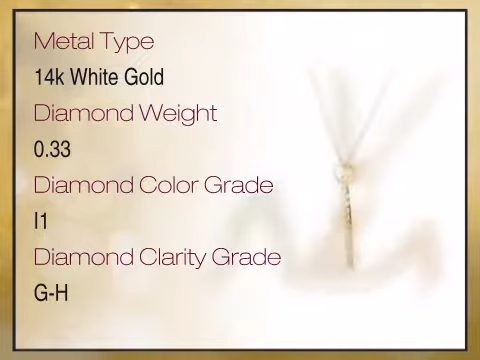 Metal Type
14k White Gold
Diamond Weight
0.33
Diamond Color Grade
I1
Diamond Clarity Grade
G-H